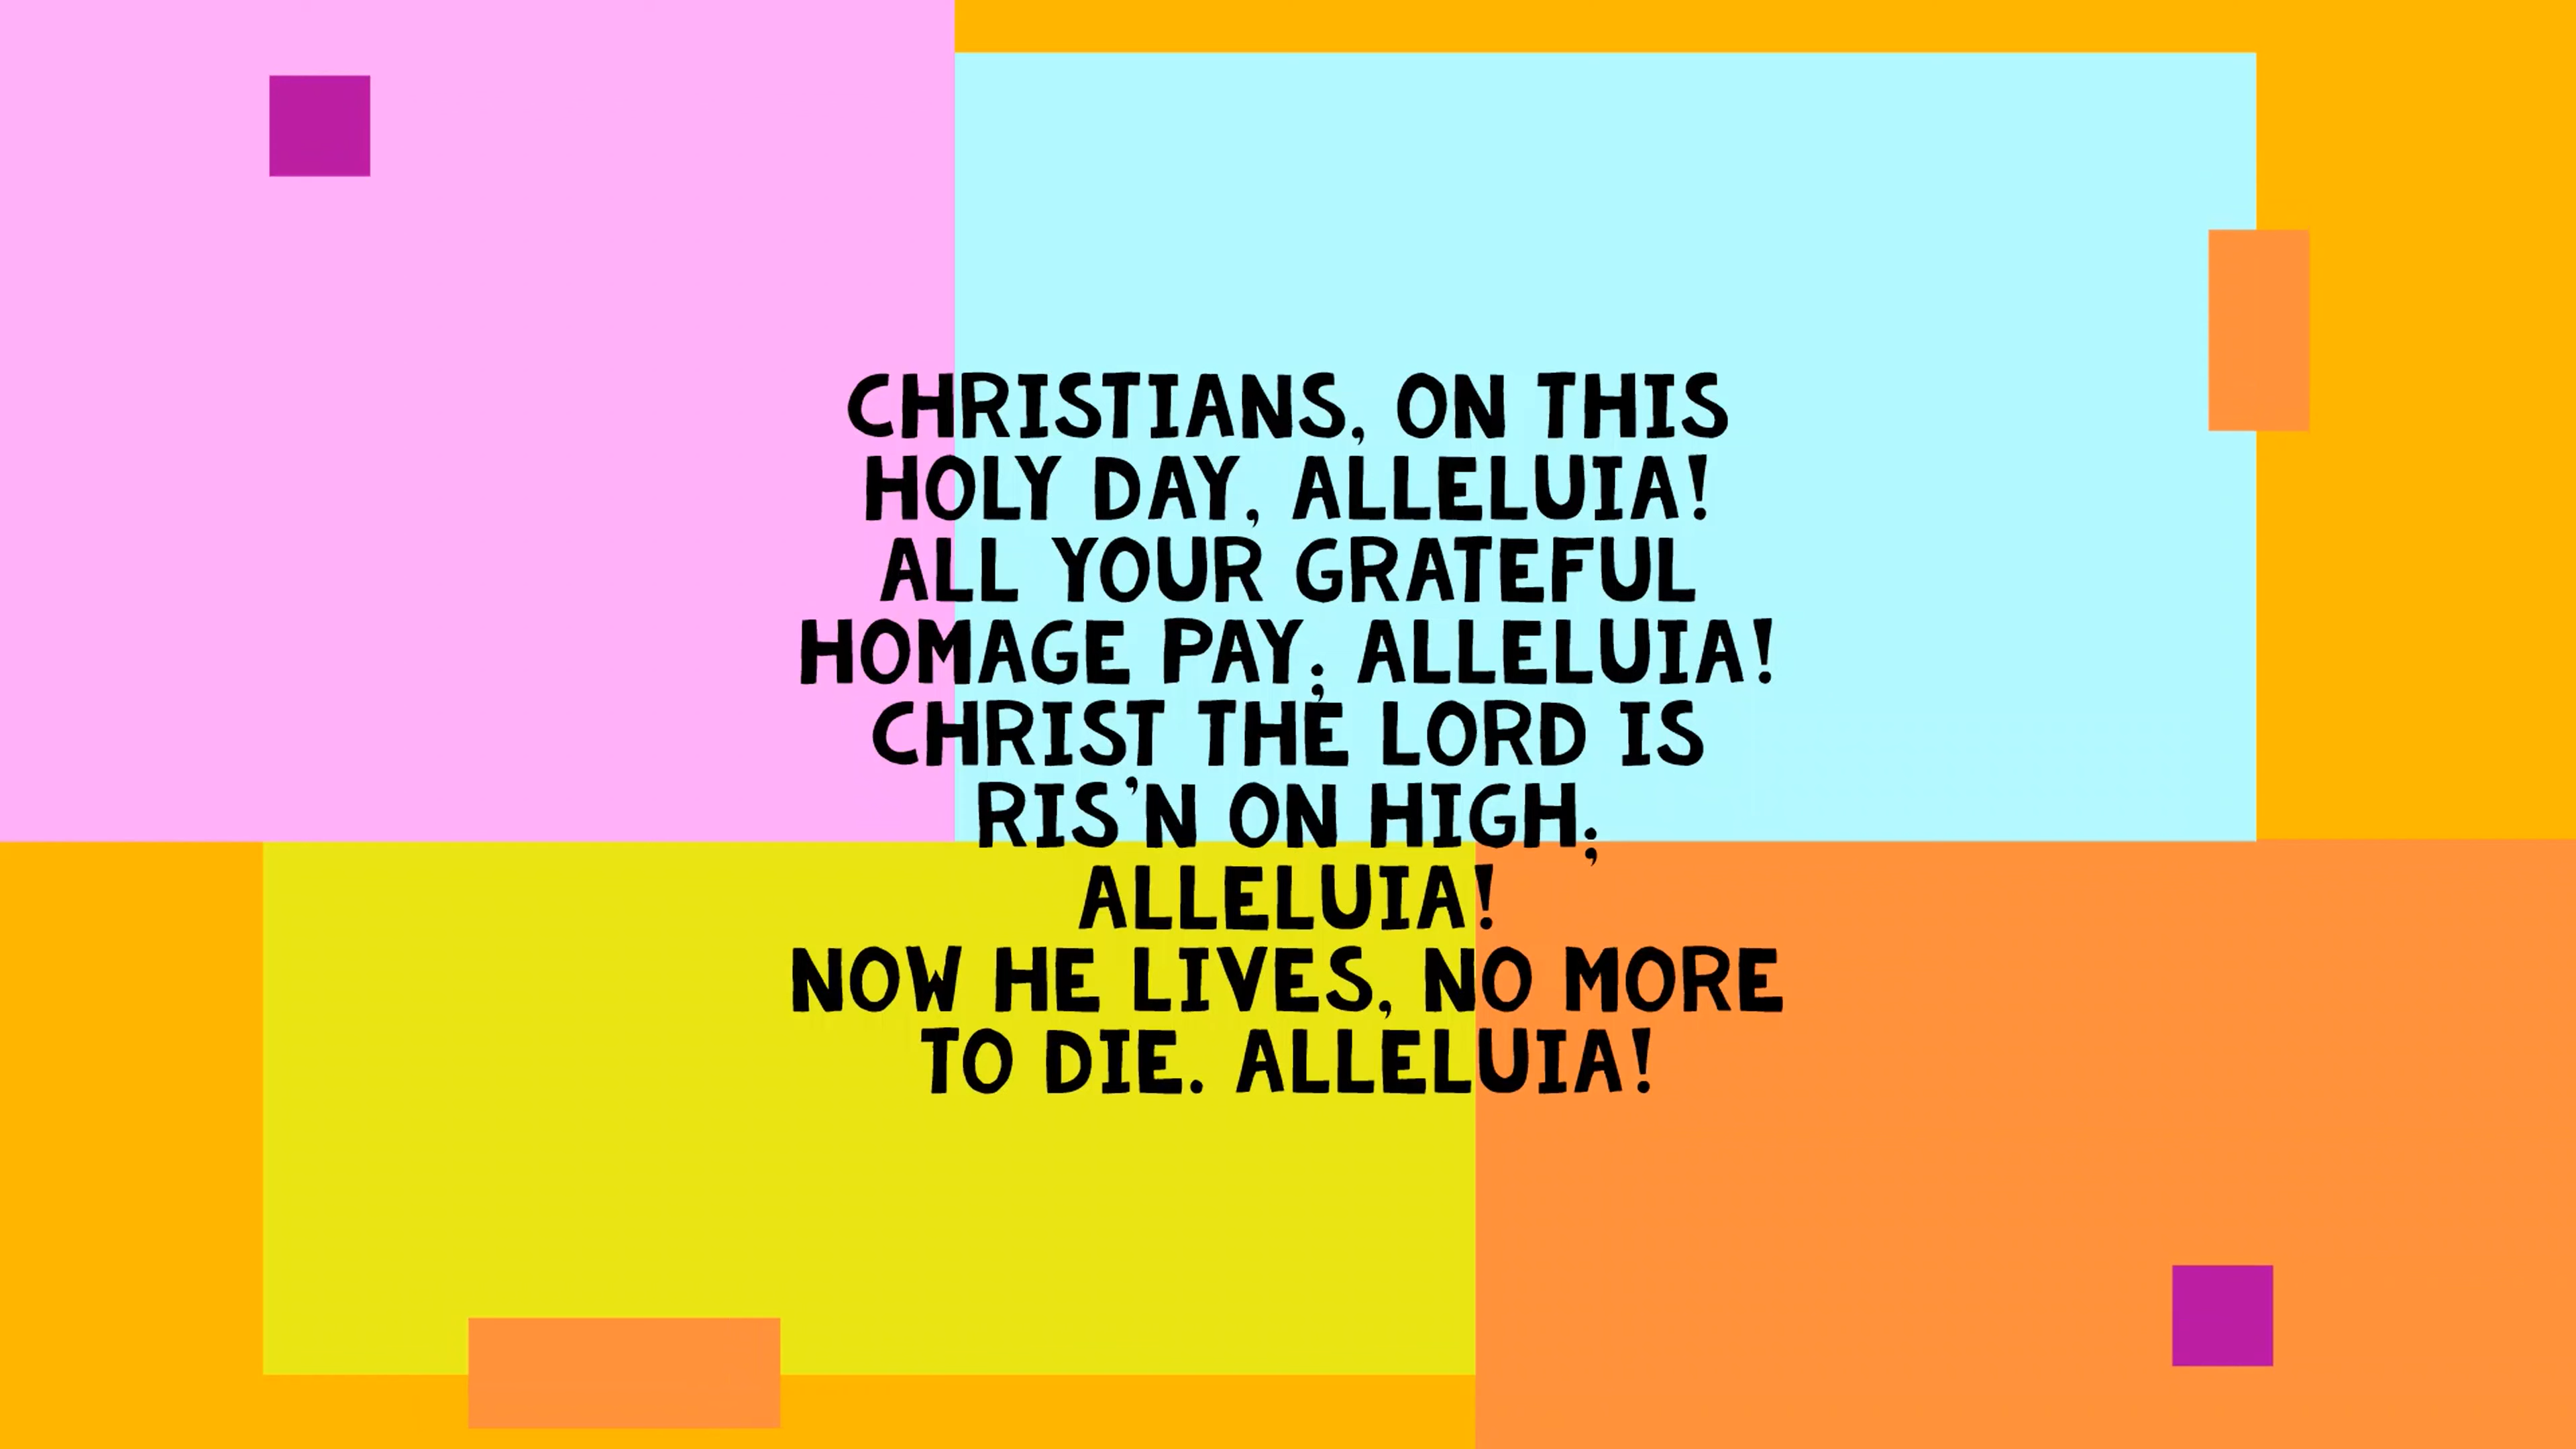 CHRISTIANS, ON THIS
HOLY DAY, ALLELUIA!
ALL YOUR GRATEFUL
HOMAGE PAY; ALLELUIA!
CHRIST THE LORD IS
RIS'N ON HIGH;
ALLELUIA!
NOW HE LIVES, NO MORE
TO DIE. ALLELUIA!